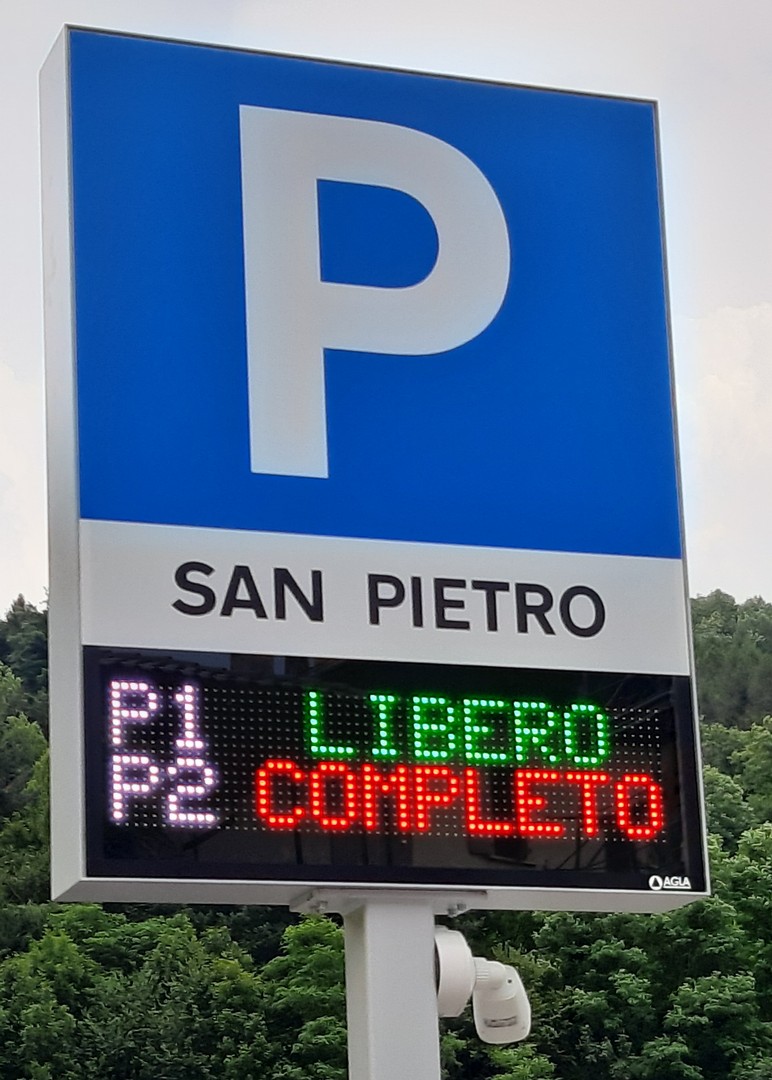 P
SAN PIETRO
P1 LIBERO
P2 COMPLETO
AGLA